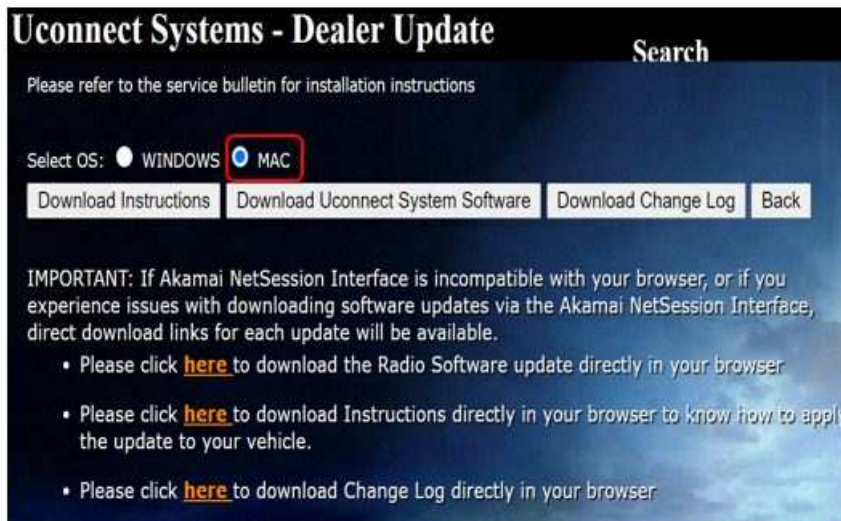 Uconnect Systems - Dealer Update
Search
Please refer to the service bulletin for installation instructions
Select OS: WINDOWS MAC
Download Instructions Download Uconnect System Software Download Change Log Back
IMPORTANT: If Akamai NetSession Interface is incompatible with your browser, or if you
experience issues with downloading software updates via the Akamai NetSession Interface,
direct download links for each update will be available.
• Please click here to download the Radio Software update directly in your browser
• Please click here to download Instructions directly in your browser to know how to apply
the update to your vehicle.
• Please click here to download Change Log directly in your browser